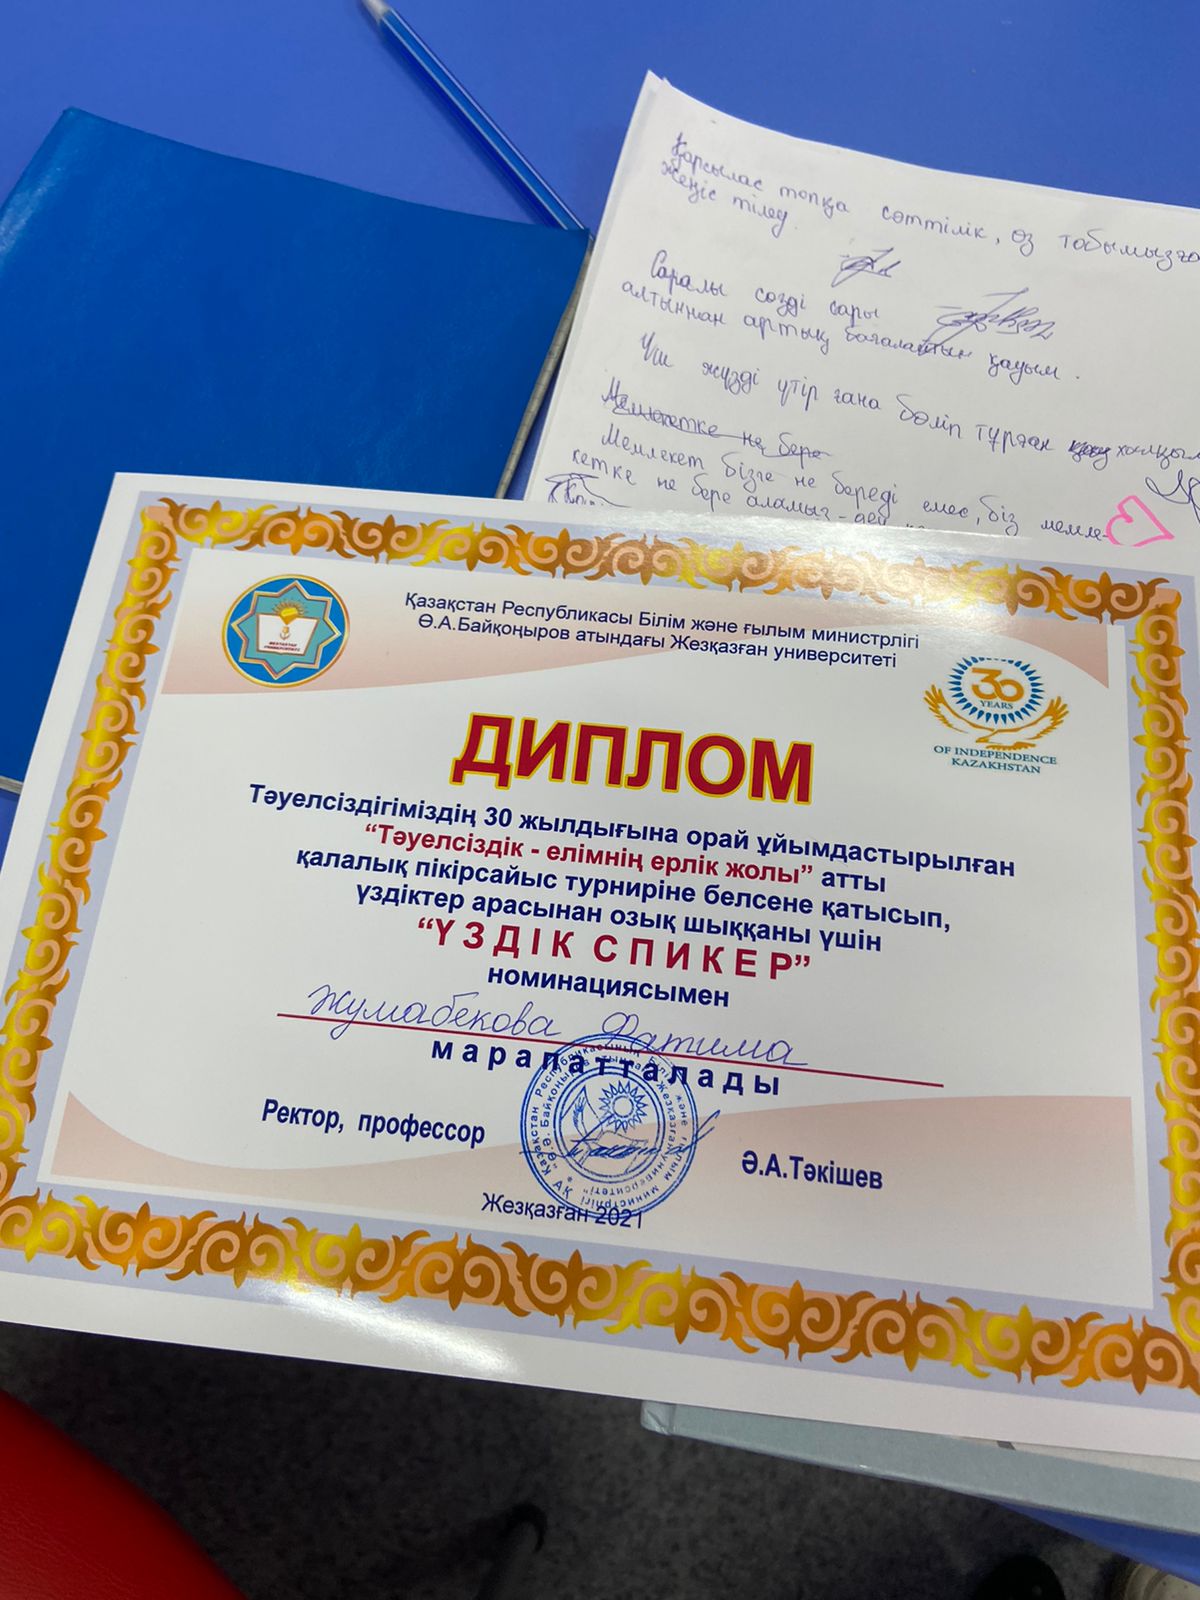 Қарсылас топқа сәттілік, өз тобымызға
жеңіс тілед
Саралы сөзді сары
алтыннан артық бағалайтын қауым.
Үш жүзді үтір ғана бөліп тұрған халқым
Мемлекетке не бере
Мемлекет бізге не береді емес, біз мемле-
кетке не бере аламыз - деп
Қазақстан Республикасы Білім және ғылым министрлігі
Ө.А.Байқоңыров атындағы Жезқазған университеті
30
YEARS
OF INDEPENDENCE
KAZAKHSTAN
ДИПЛОМ
Тәуелсіздігіміздің 30 жылдығына орай ұйымдастырылған
“Тәуелсіздік - елімнің ерлік жолы” атты
қалалық пікірсайыс турниріне белсене қатысып,
үздіктер арасынан озық шыққаны үшін
“ҮЗДІК СПИКЕР”
номинациясымен
Жумабекова Фатима
марапатталады
Ректор, профессор
Ә.А.Тәкішев
Жезқазған 2021